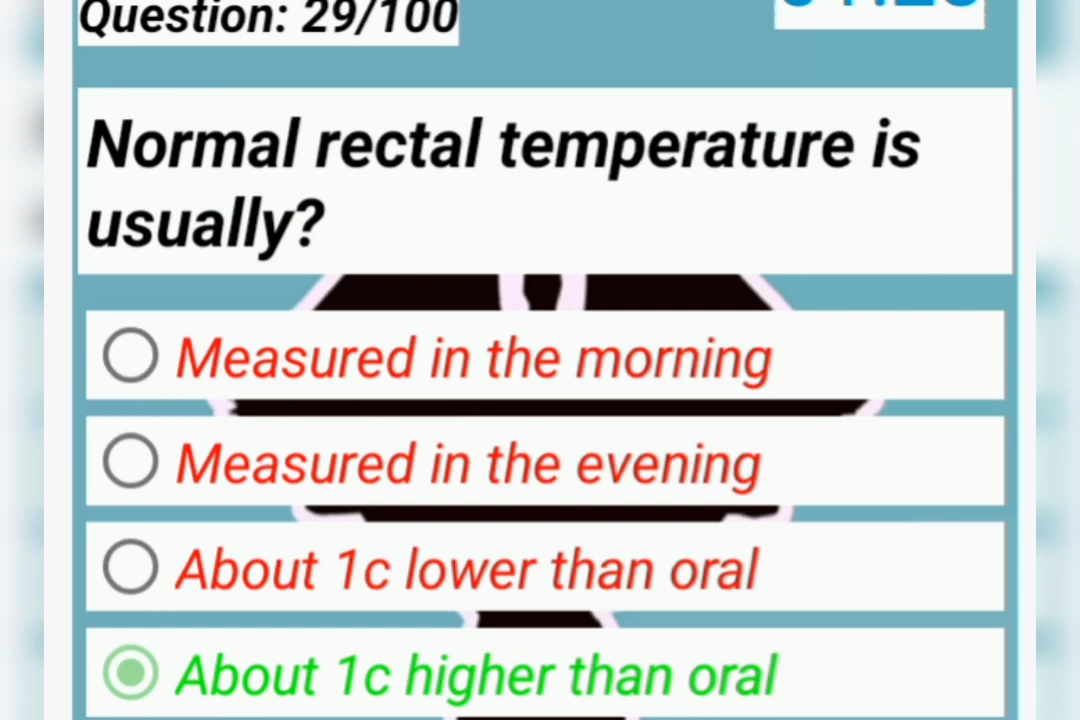 Question: 29/100
Normal rectal temperature is
usually?
Measured in the morning
Measured in the evening
About 1c lower than oral
About 1c higher than oral